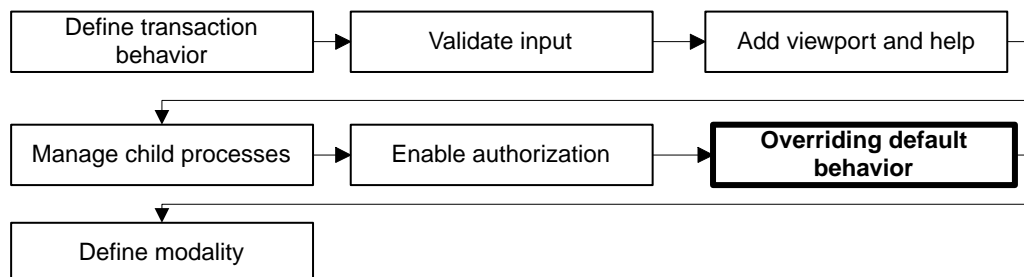 Define transaction
behavior
Validate input
Add viewport and help
Manage child processes
Enable authorization
Overriding default
behavior
Define modality